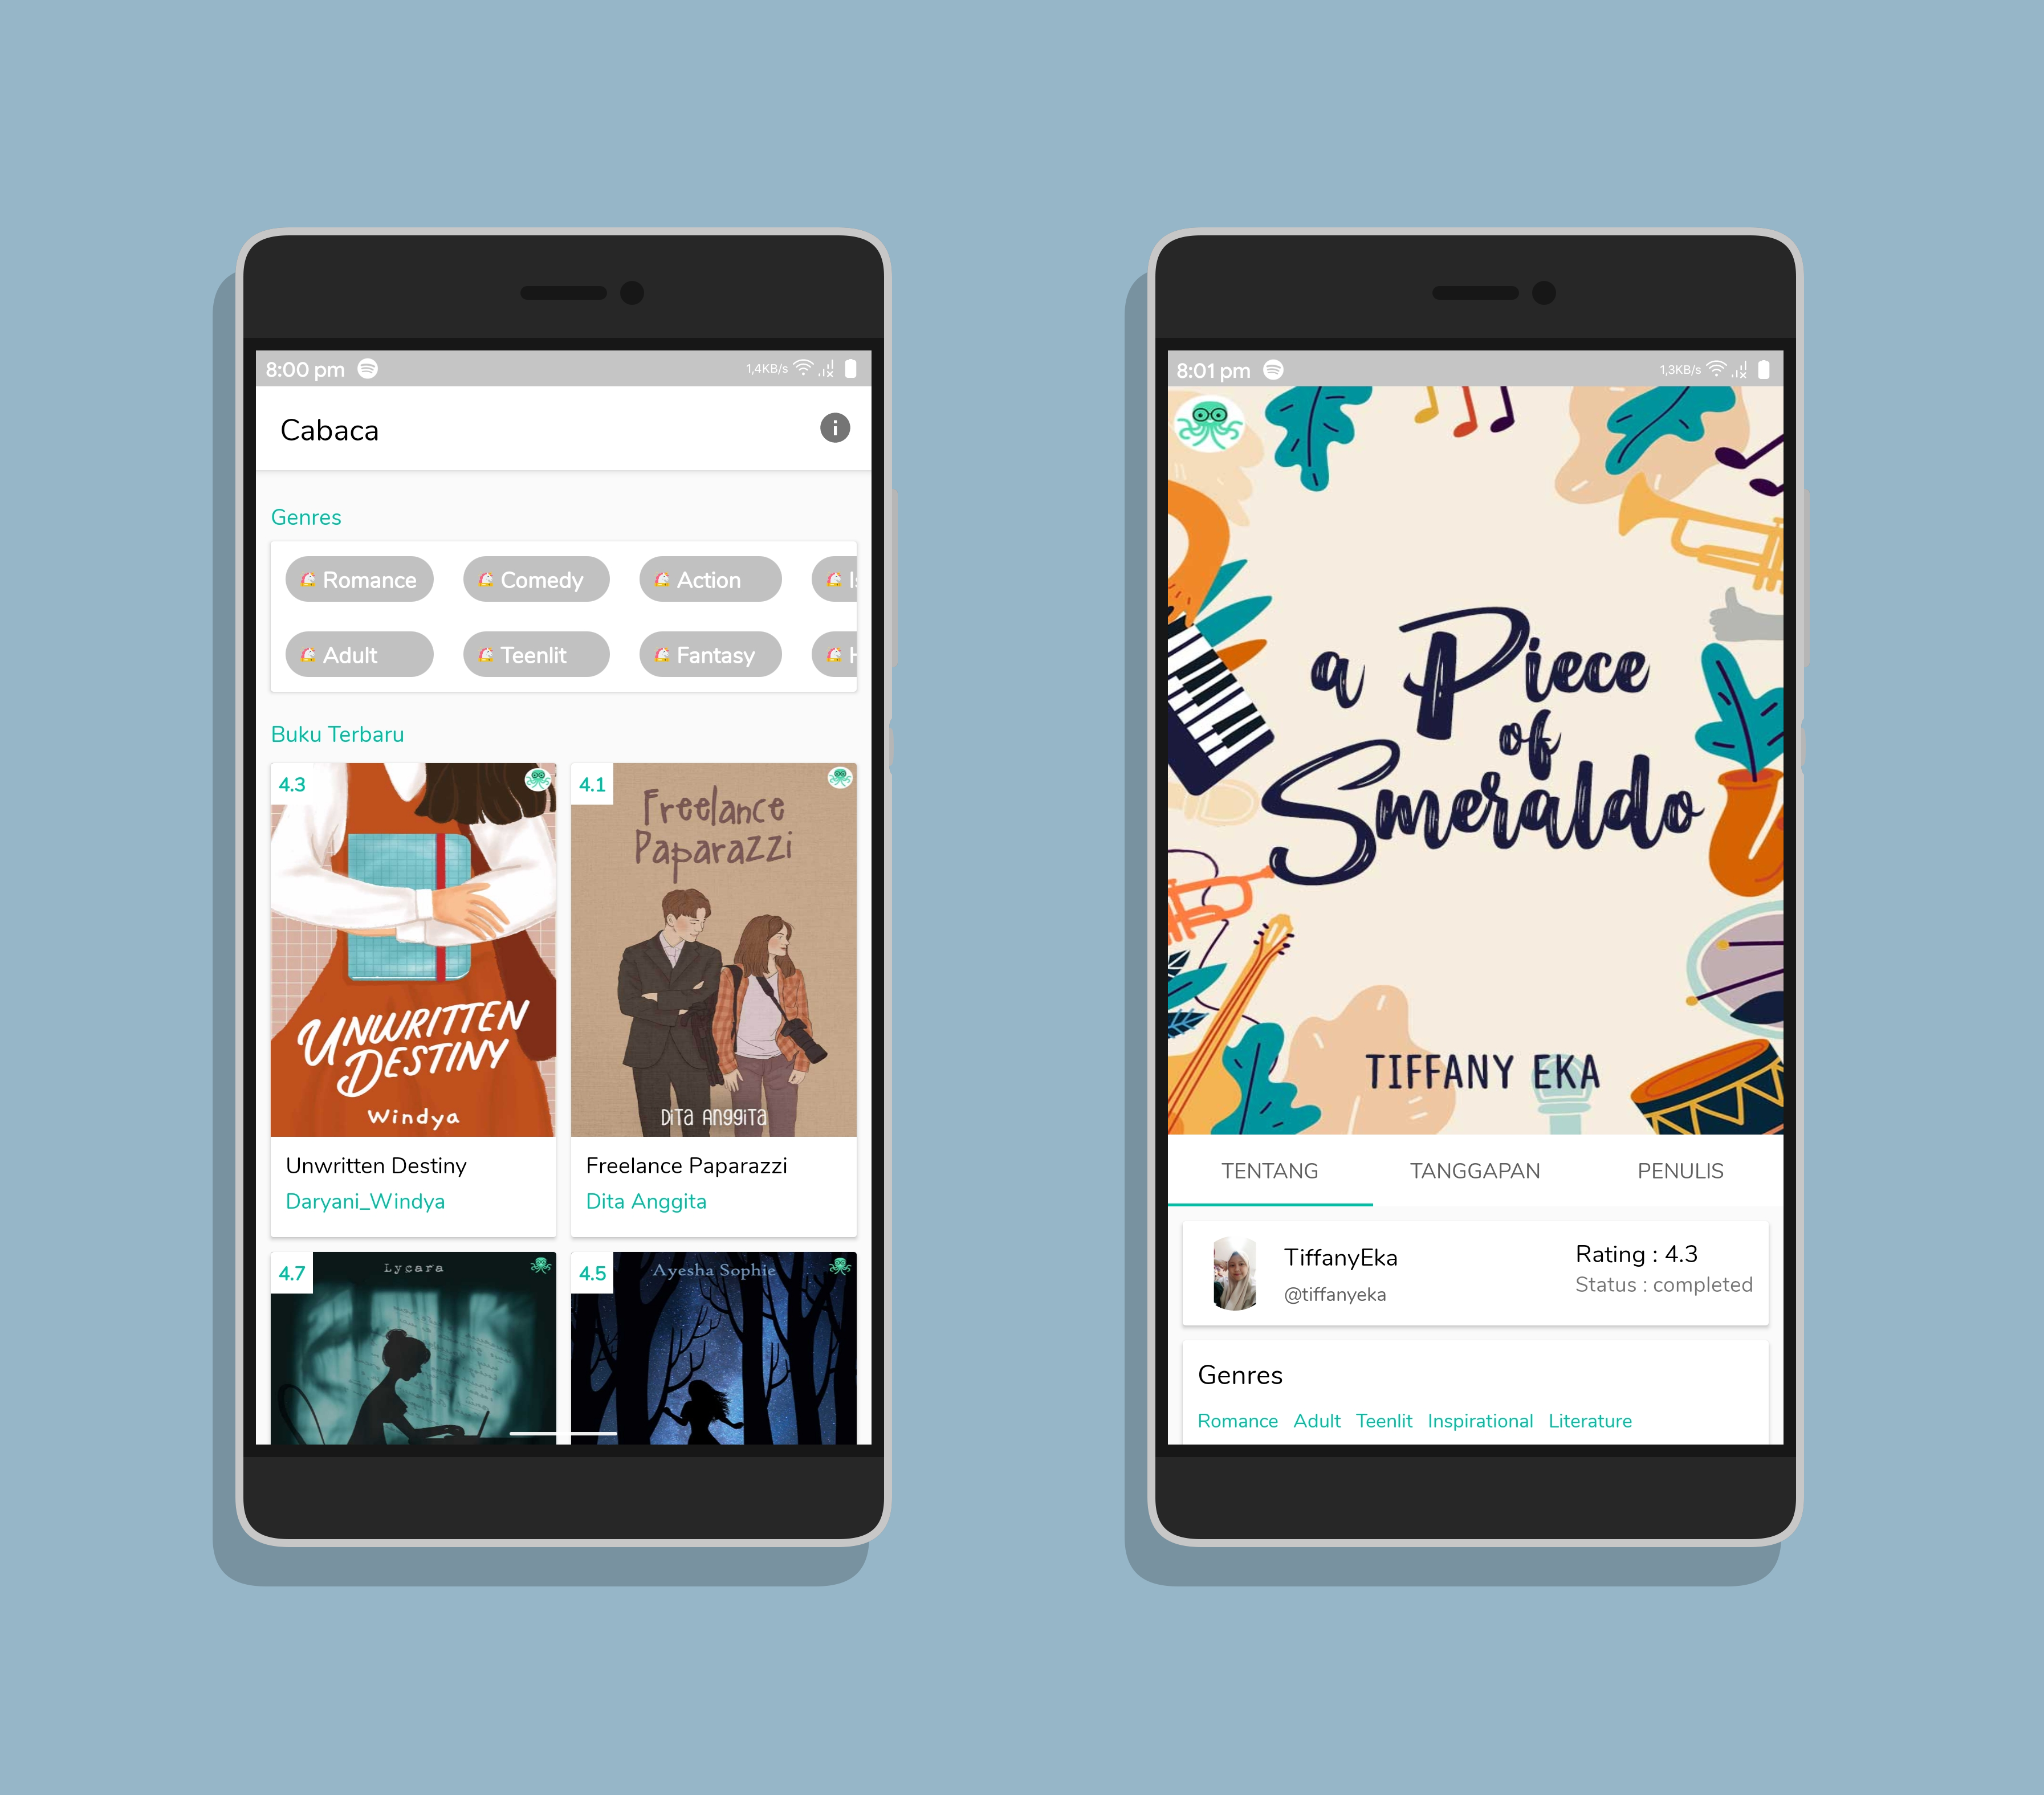 8:00 pm
1,4KB/s
Cabaca
Genres
Romance Comedy Action
Adult Teenlit Fantasy
Buku Terbaru
4.3
UNWRITTEN
DESTINY
Windya
Unwritten Destiny
Daryani_Windya
4.1
Freelance
Paparazzi
Dita Anggita
Freelance Paparazzi
Dita Anggita
4.7
Lycara
4.5
Ayesha Sophie
8:01 pm
1,3KB/s
a Piece
of
Smeraldo
TIFFANY EKA
TENTANG TANGGAPAN PENULIS
TiffanyEka
@tiffanyeka
Rating : 4.3
Status : completed
Genres
Romance Adult Teenlit Inspirational Literature